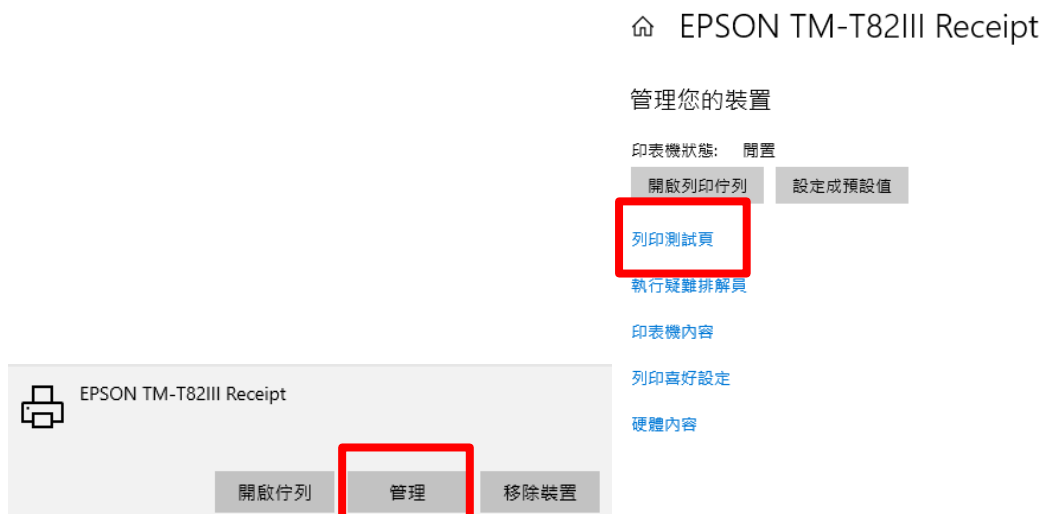 EPSON TM-T82III Receipt
管理您的裝置
印表機狀態: 閒置
開啟列印佇列 設定成預設值
列印測試頁
執行疑難排解員
印表機內容
列印喜好設定
硬體內容
EPSON TM-T82III Receipt
開啟佇列 管理 移除裝置